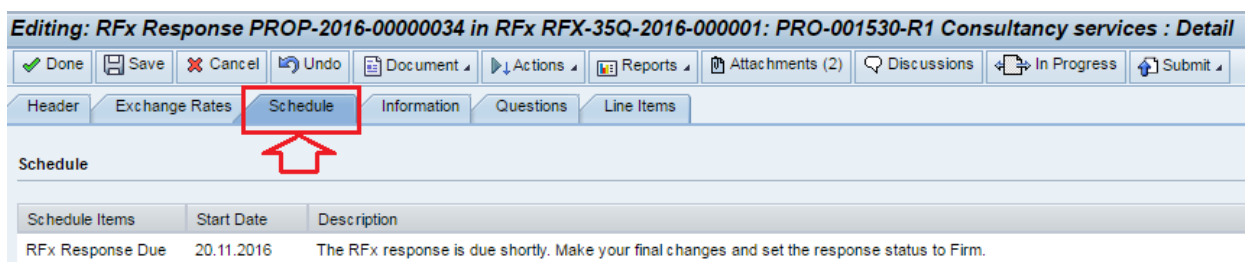 Editing: RFx Response PROP-2016-00000034 in RFx RFX-35Q-2016-000001: PRO-001530-R1 Consultancy services : Detail
Done Save Cancel Undo Document Actions Reports Attachments (2) Discussions In Progress Submit
Header Exchange Rates Schedule Information Questions Line Items
Schedule
Schedule Items Start Date Description
RFx Response Due 20.11.2016 The RFx response is due shortly. Make your final changes and set the response status to Firm.